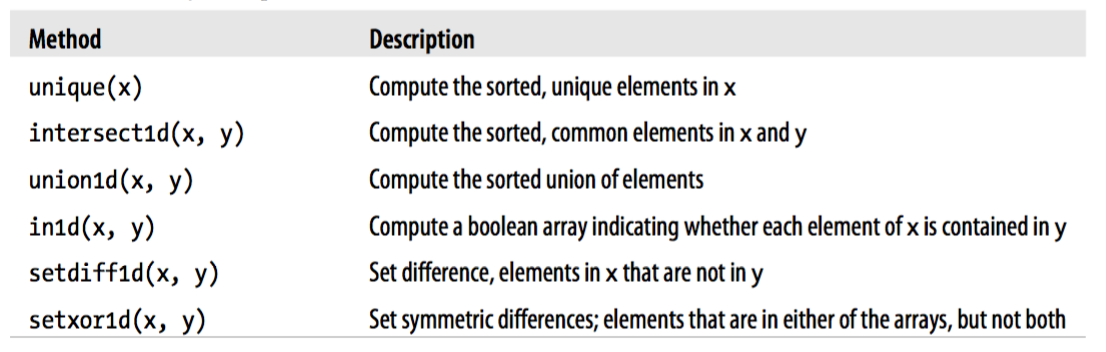 Method Description
unique(x) Compute the sorted, unique elements in x
intersect1d(x, y) Compute the sorted, common elements in x and y
union1d(x, y) Compute the sorted union of elements
in1d(x, y) Compute a boolean array indicating whether each element of x is contained in y
setdiff1d(x, y) Set difference, elements in x that are not in y
setxor1d(x, y) Set symmetric differences; elements that are in either of the arrays, but not both